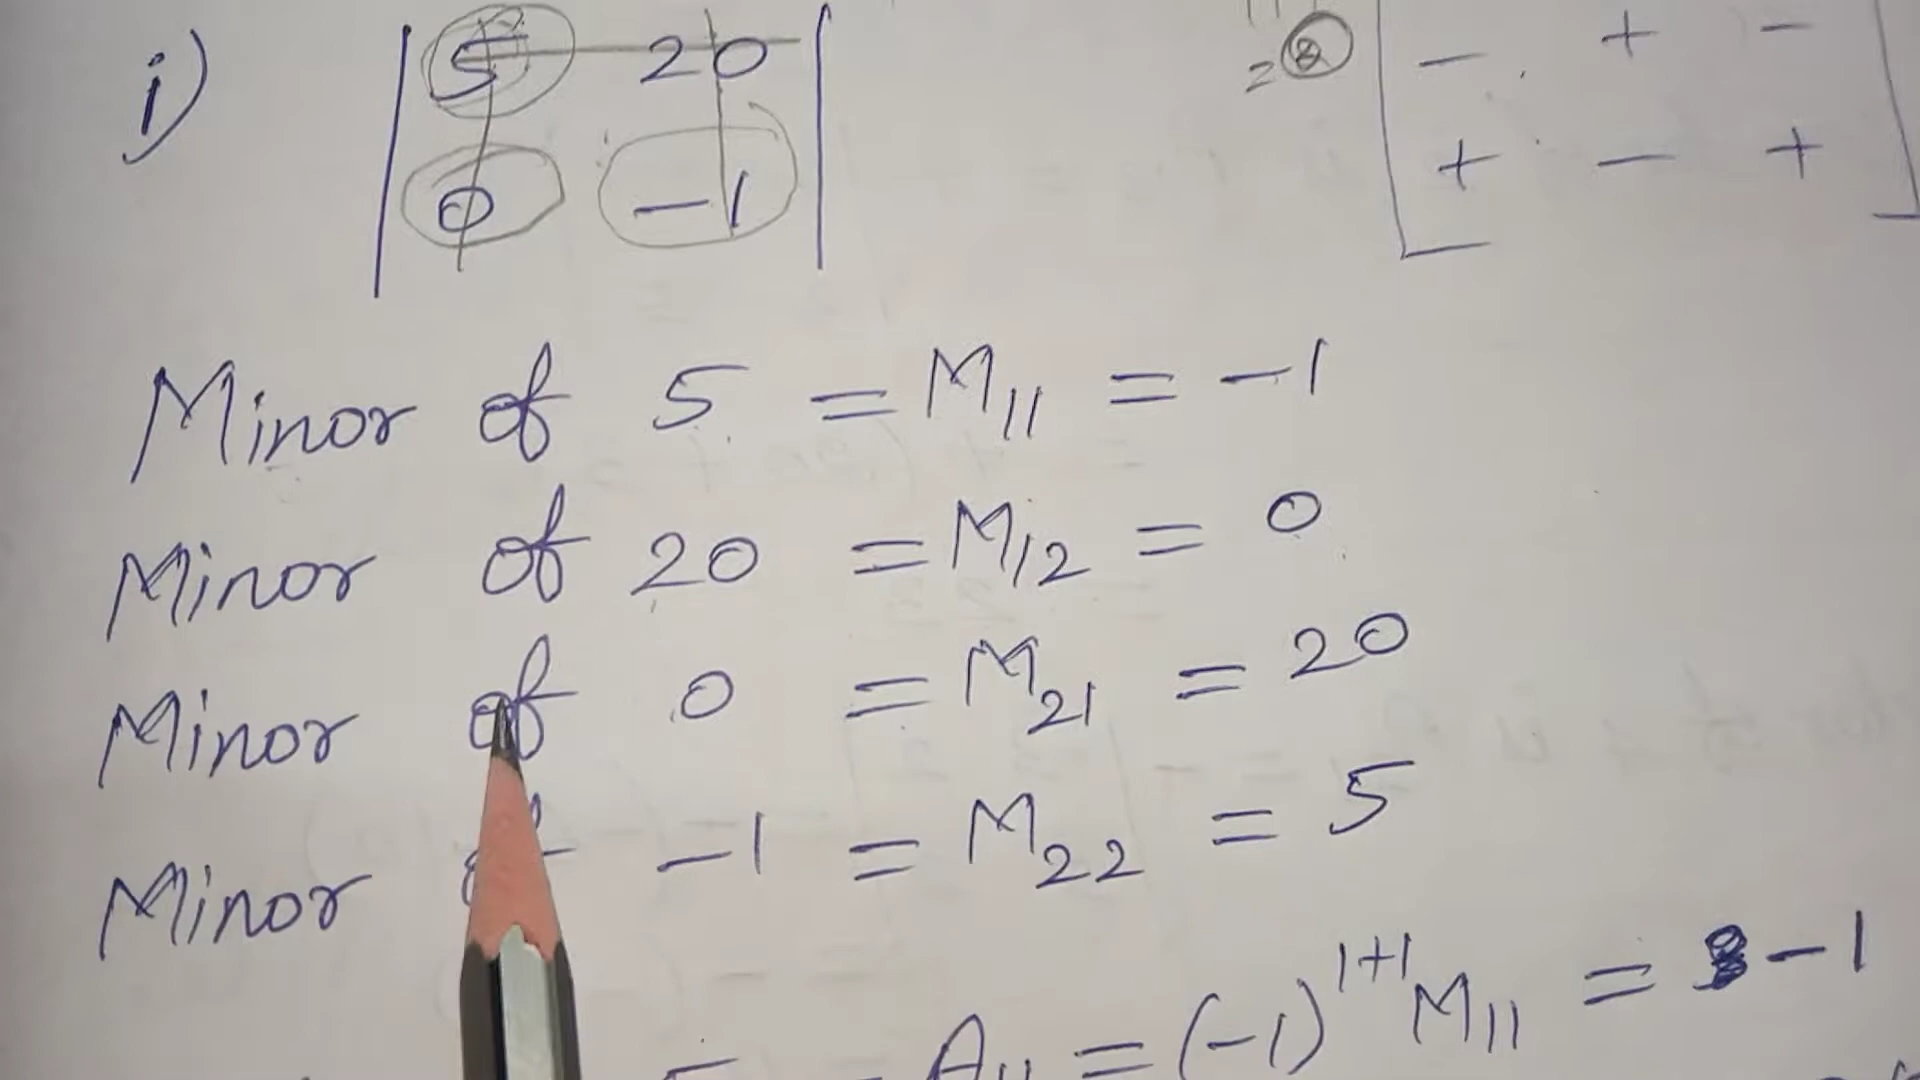 i) | 5 20 |
| 0 -1 |
- + -
+ - +
Minor of 5 = M11 = -1
Minor of 20 = M12 = 0
Minor of 0 = M21 = 20
Minor of -1 = M22 = 5
A11 = (-1)^1+1 M11 = -1